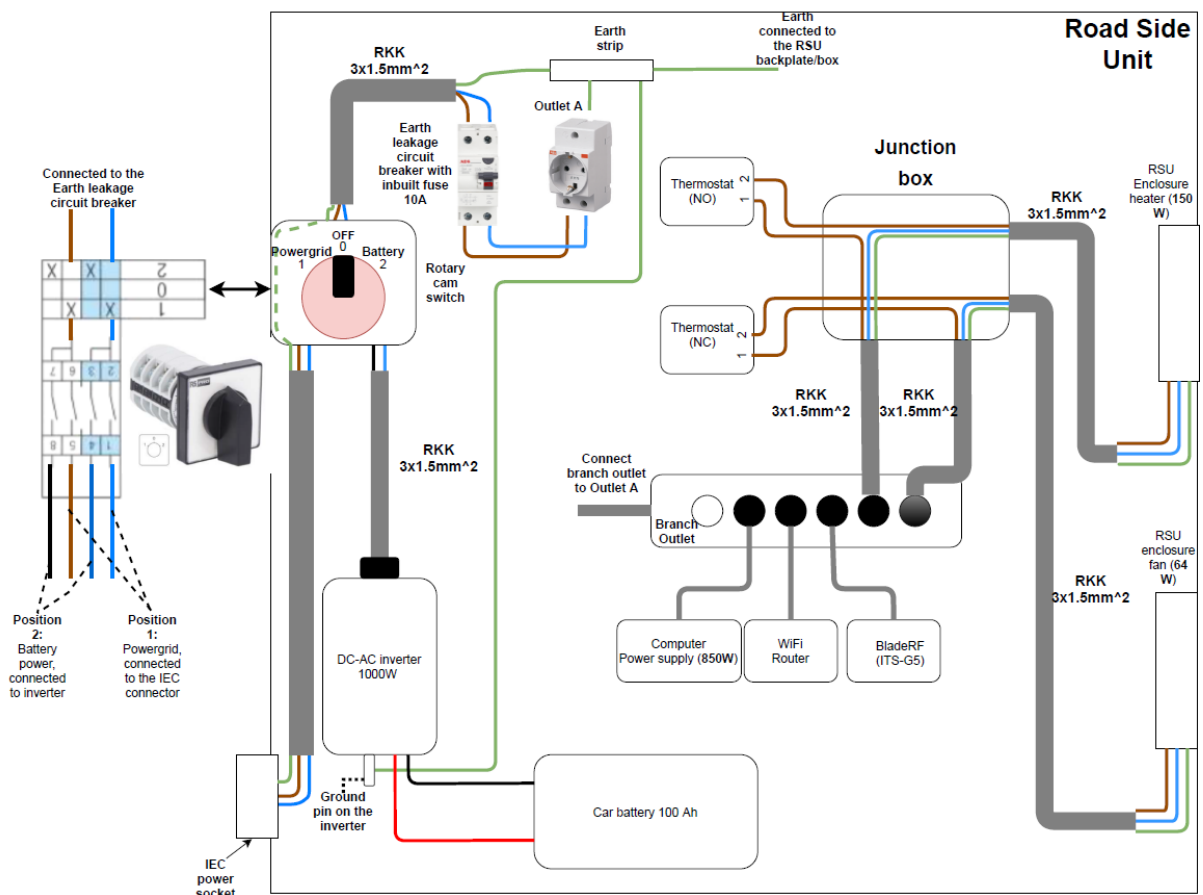 Road Side
Unit
RKK
3x1.5mm^2
Earth
strip
Earth
connected to
the RSU
backplate/box
Outlet A
Earth
leakage
circuit
breaker with
inbuilt fuse
10A
Connected to the
Earth leakage
circuit breaker
OFF
0
Powergrid
1
Battery
2
Rotary
cam
switch
X X 2
0
X X 1
7 6 3 2
8 5 4 1
Junction
box
Thermostat
(NO)
2
1
Thermostat
(NC)
2
1
RKK
3x1.5mm^2
RSU
Enclosure
heater (150
W)
RKK
3x1.5mm^2
RKK
3x1.5mm^2
RKK
3x1.5mm^2
Connect
branch outlet
to Outlet A
Branch
Outlet
RKK
3x1.5mm^2
RSU
enclosure
fan (64
W)
Position
2:
Battery
power,
connected
to inverter
Position
1:
Powergrid,
connected
to the IEC
connector
DC-AC inverter
1000W
Computer
Power supply (850W)
WiFi
Router
BladeRF
(ITS-G5)
Ground
pin on the
inverter
Car battery 100 Ah
IEC
power
socket